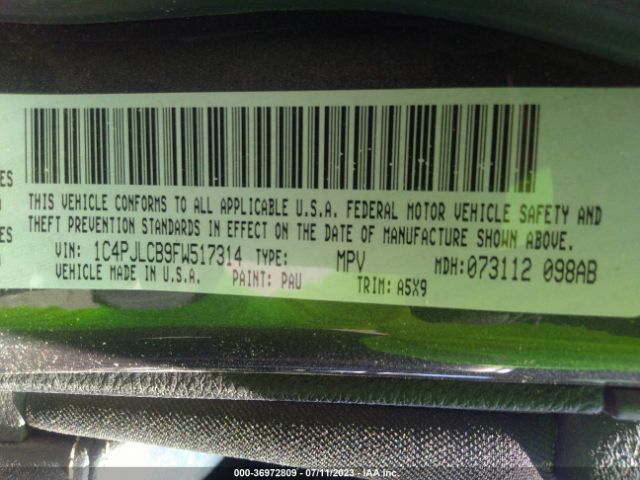 ES
THIS VEHICLE CONFORMS TO ALL APPLICABLE U.S.A. FEDERAL MOTOR VEHICLE SAFETY AND
THEFT PREVENTION STANDARDS IN EFFECT ON THE DATE OF MANUFACTURE SHOWN ABOVE.
ES
VIN: 1C4PJLCB9FW517314 TYPE: MPV MDH: 073112 098AB
VEHICLE MADE IN U.S.A. PAINT: PAU TRIM: A5X9
000-36972809 / 07/11/2023 - IAA Inc.